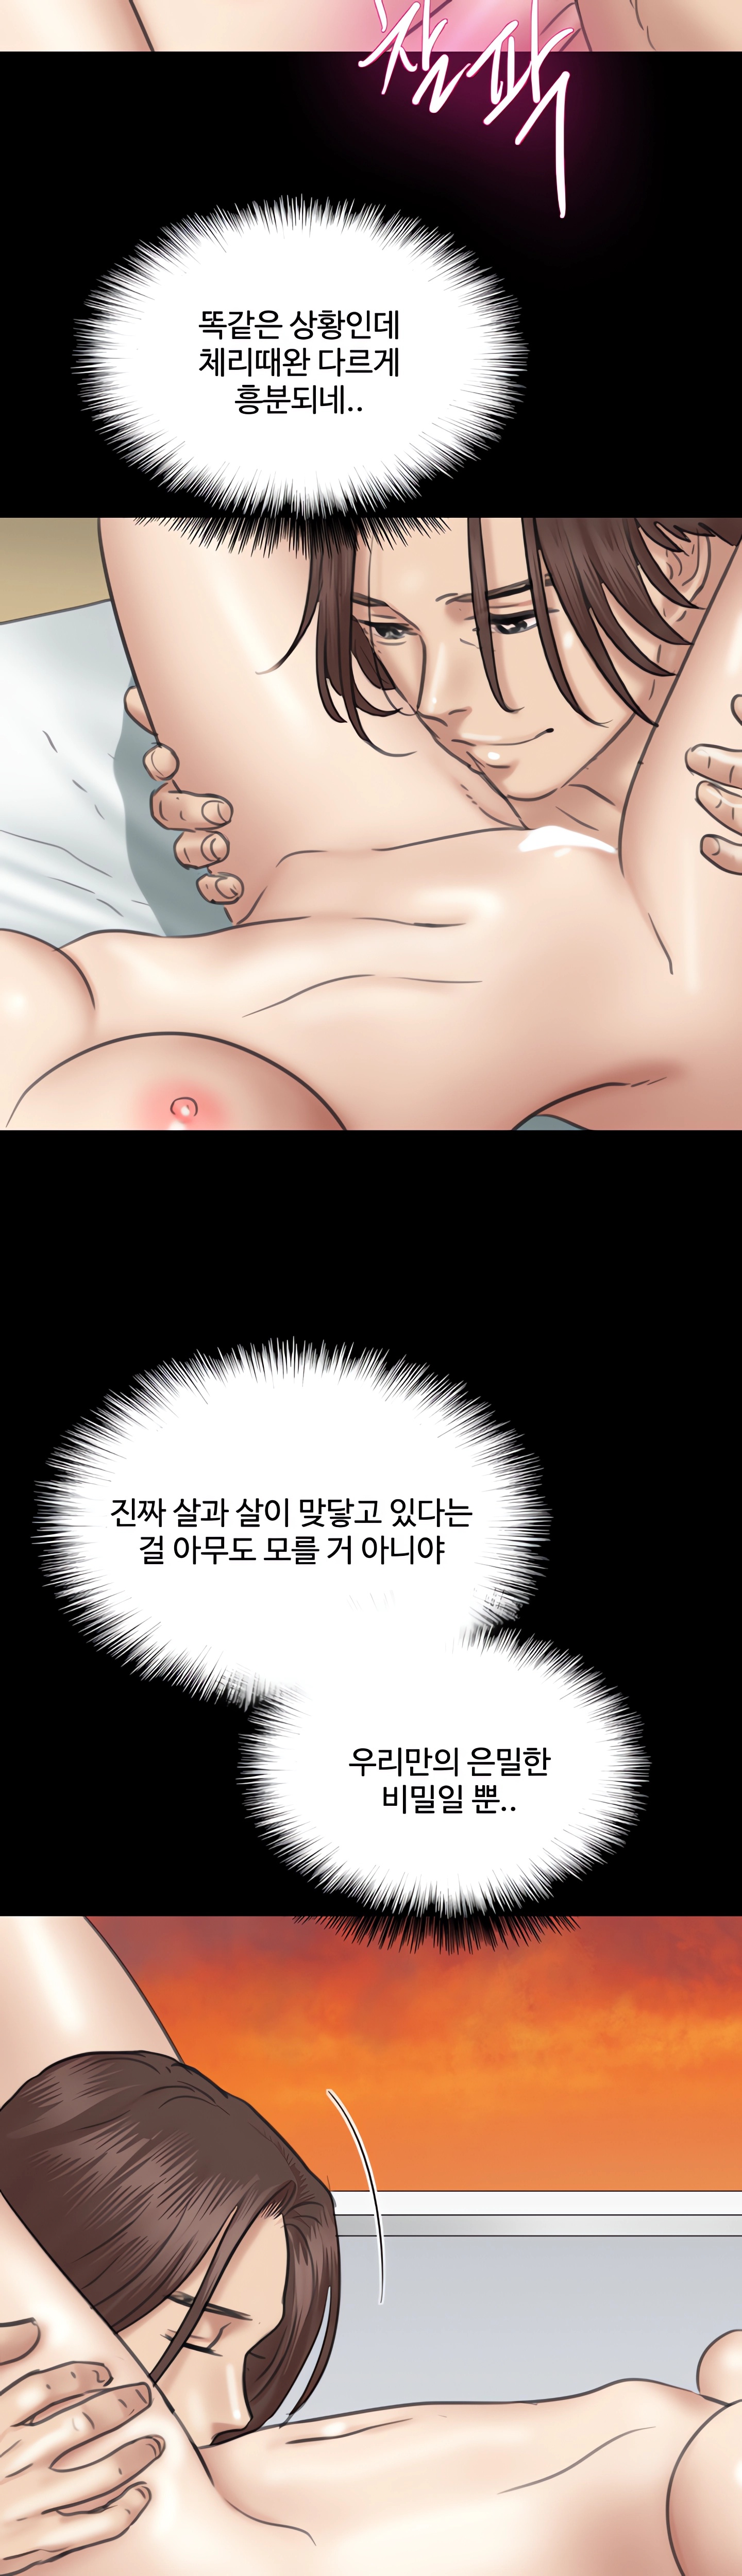 찰팍
똑같은 상황인데
체리때완 다르게
흥분되네..
진짜 살과 살이 맞닿고 있다는
걸 아무도 모를 거 아니야
우리만의 은밀한
비밀일 뿐..